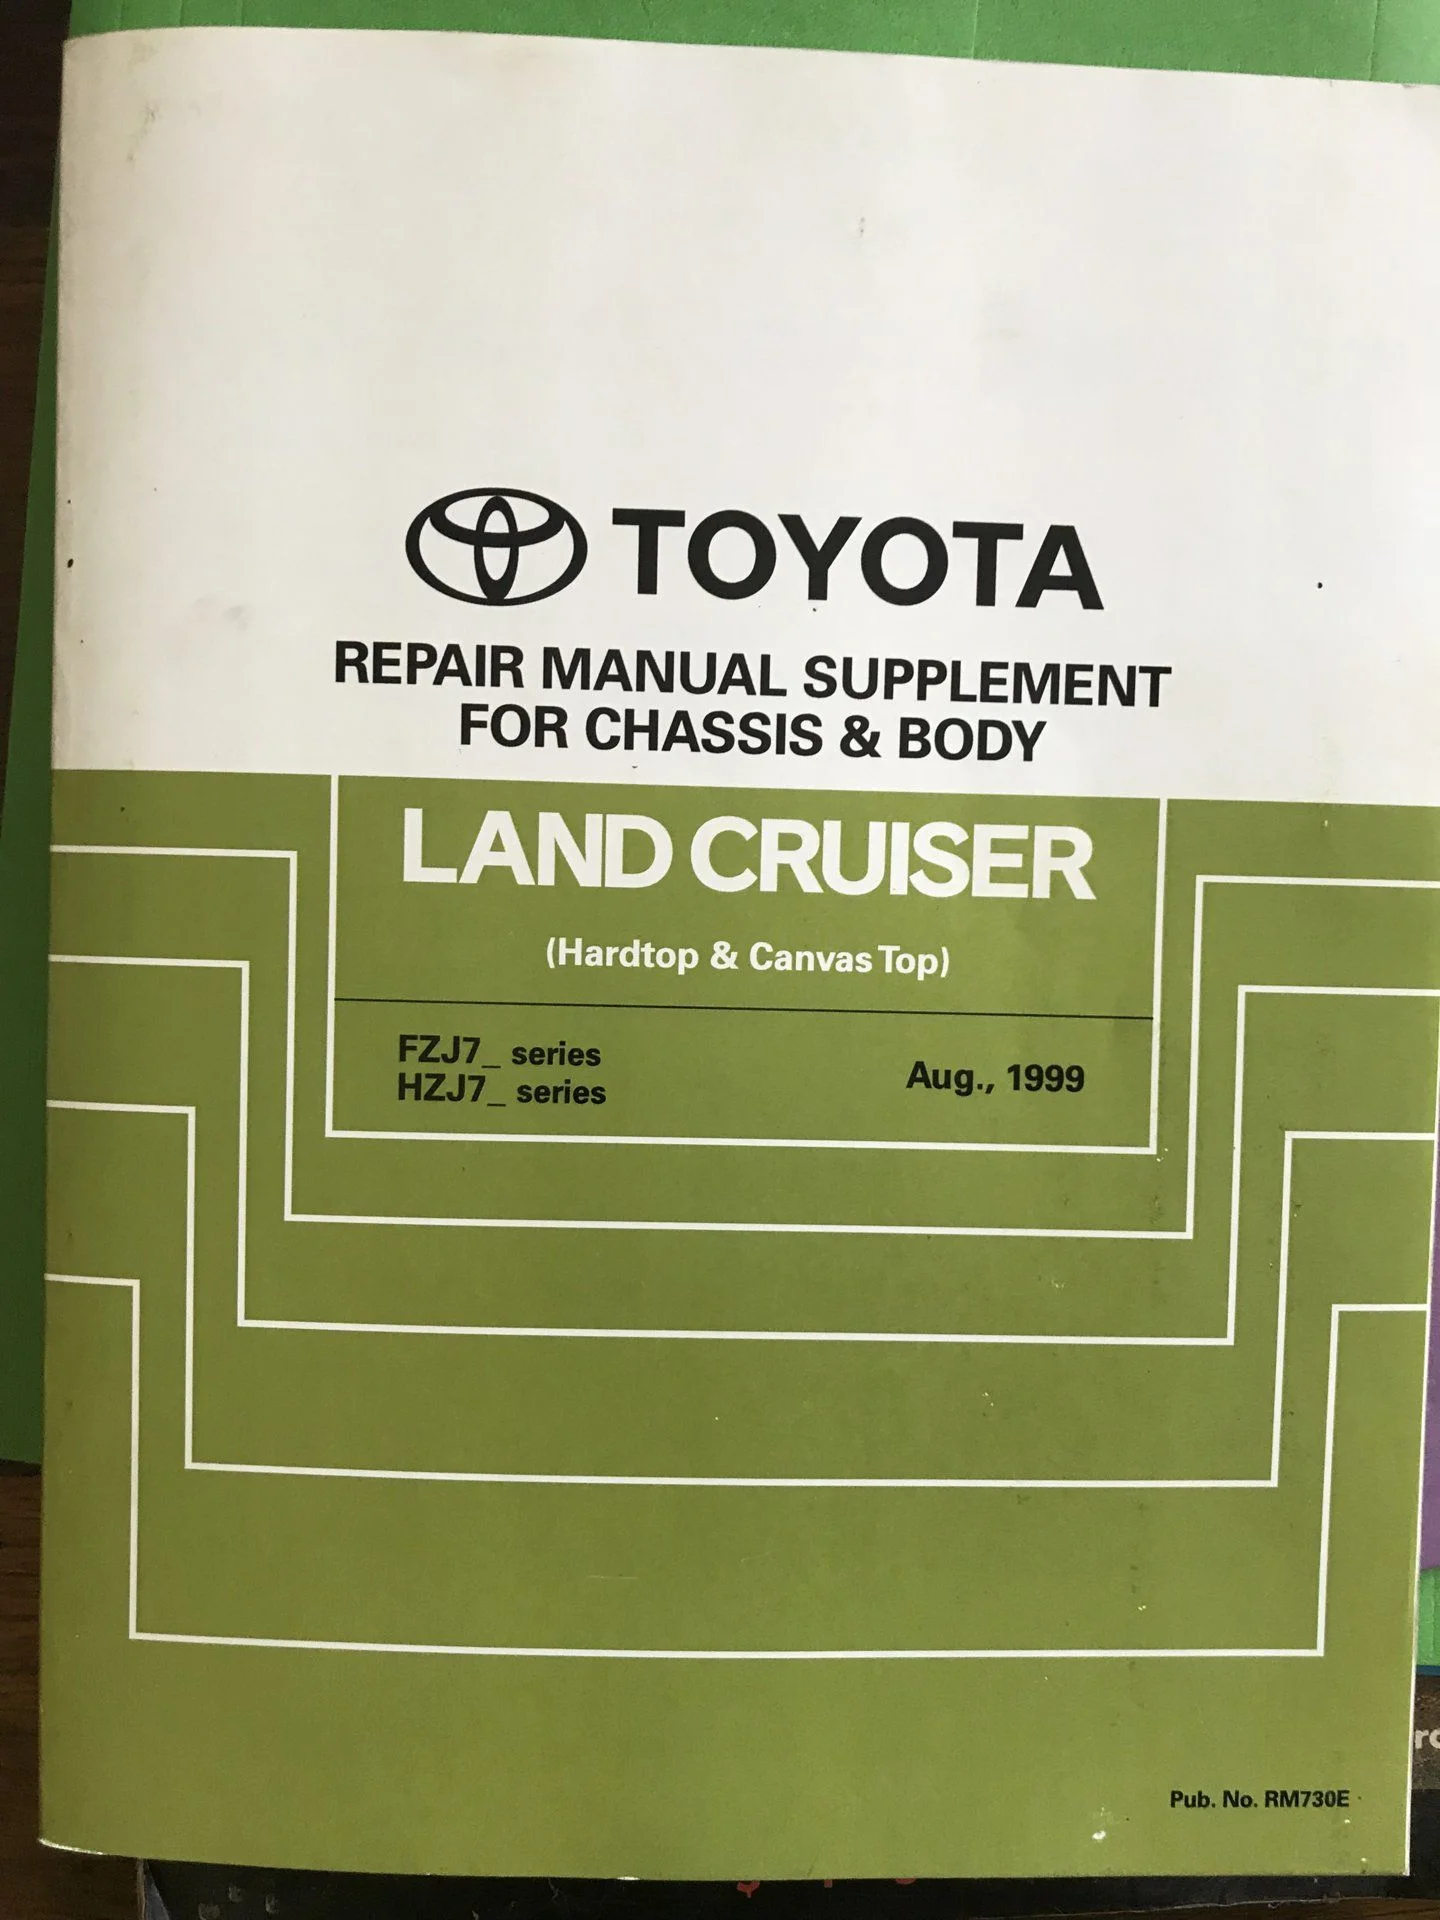 TOYOTA
REPAIR MANUAL SUPPLEMENT
FOR CHASSIS & BODY
LAND CRUISER
(Hardtop & Canvas Top)
FZJ7_ series
HZJ7_ series
Aug., 1999
Pub. No. RM730E